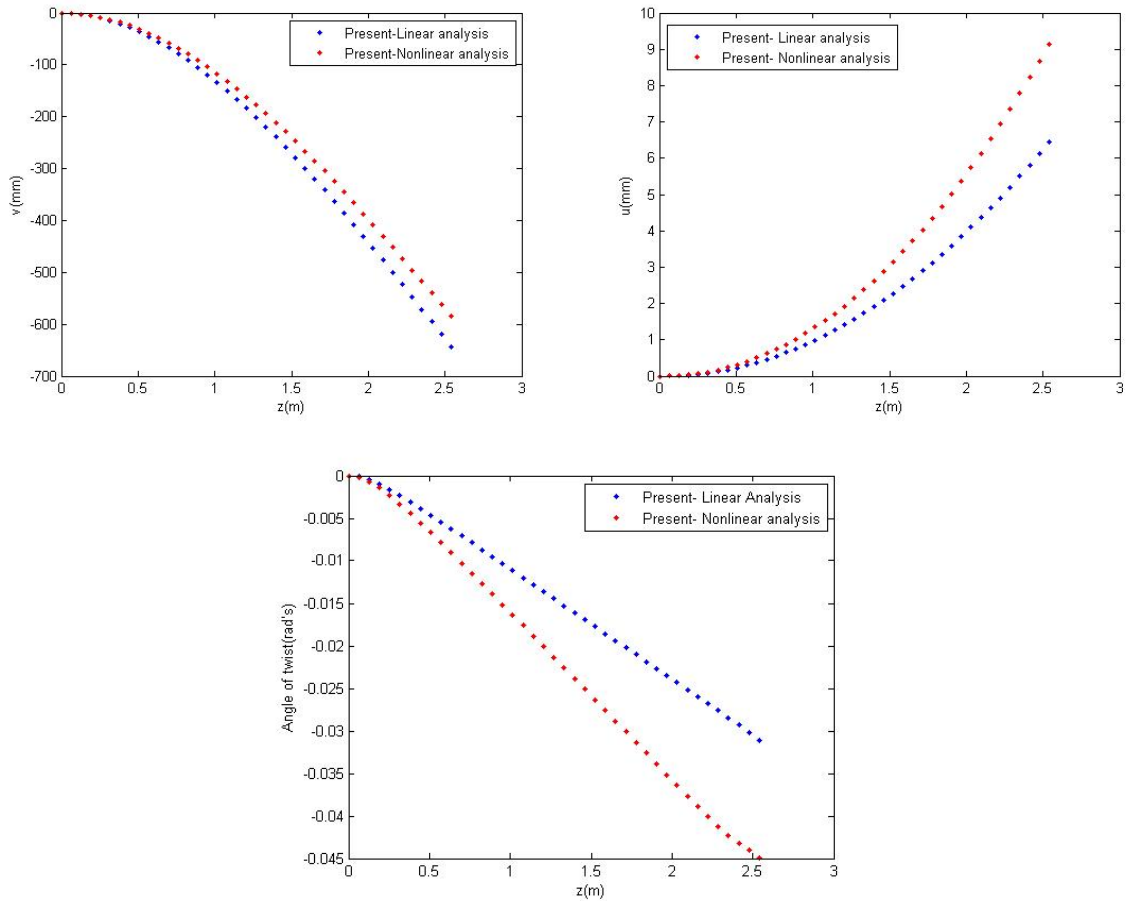 0
-100
-200
-300
-400
-500
-600
-700
v(mm)
0 0.5 1 1.5 2 2.5 3
z(m)
Present-Linear analysis
Present-Nonlinear analysis
10
9
8
7
6
5
4
3
2
1
0
u(mm)
0 0.5 1 1.5 2 2.5 3
z(m)
Present- Linear analysis
Present- Nonlinear analysis
0
-0.005
-0.01
-0.015
-0.02
-0.025
-0.03
-0.035
-0.04
-0.045
Angle of twist(rad's)
0 0.5 1 1.5 2 2.5 3
z(m)
Present- Linear Analysis
Present- Nonlinear analysis